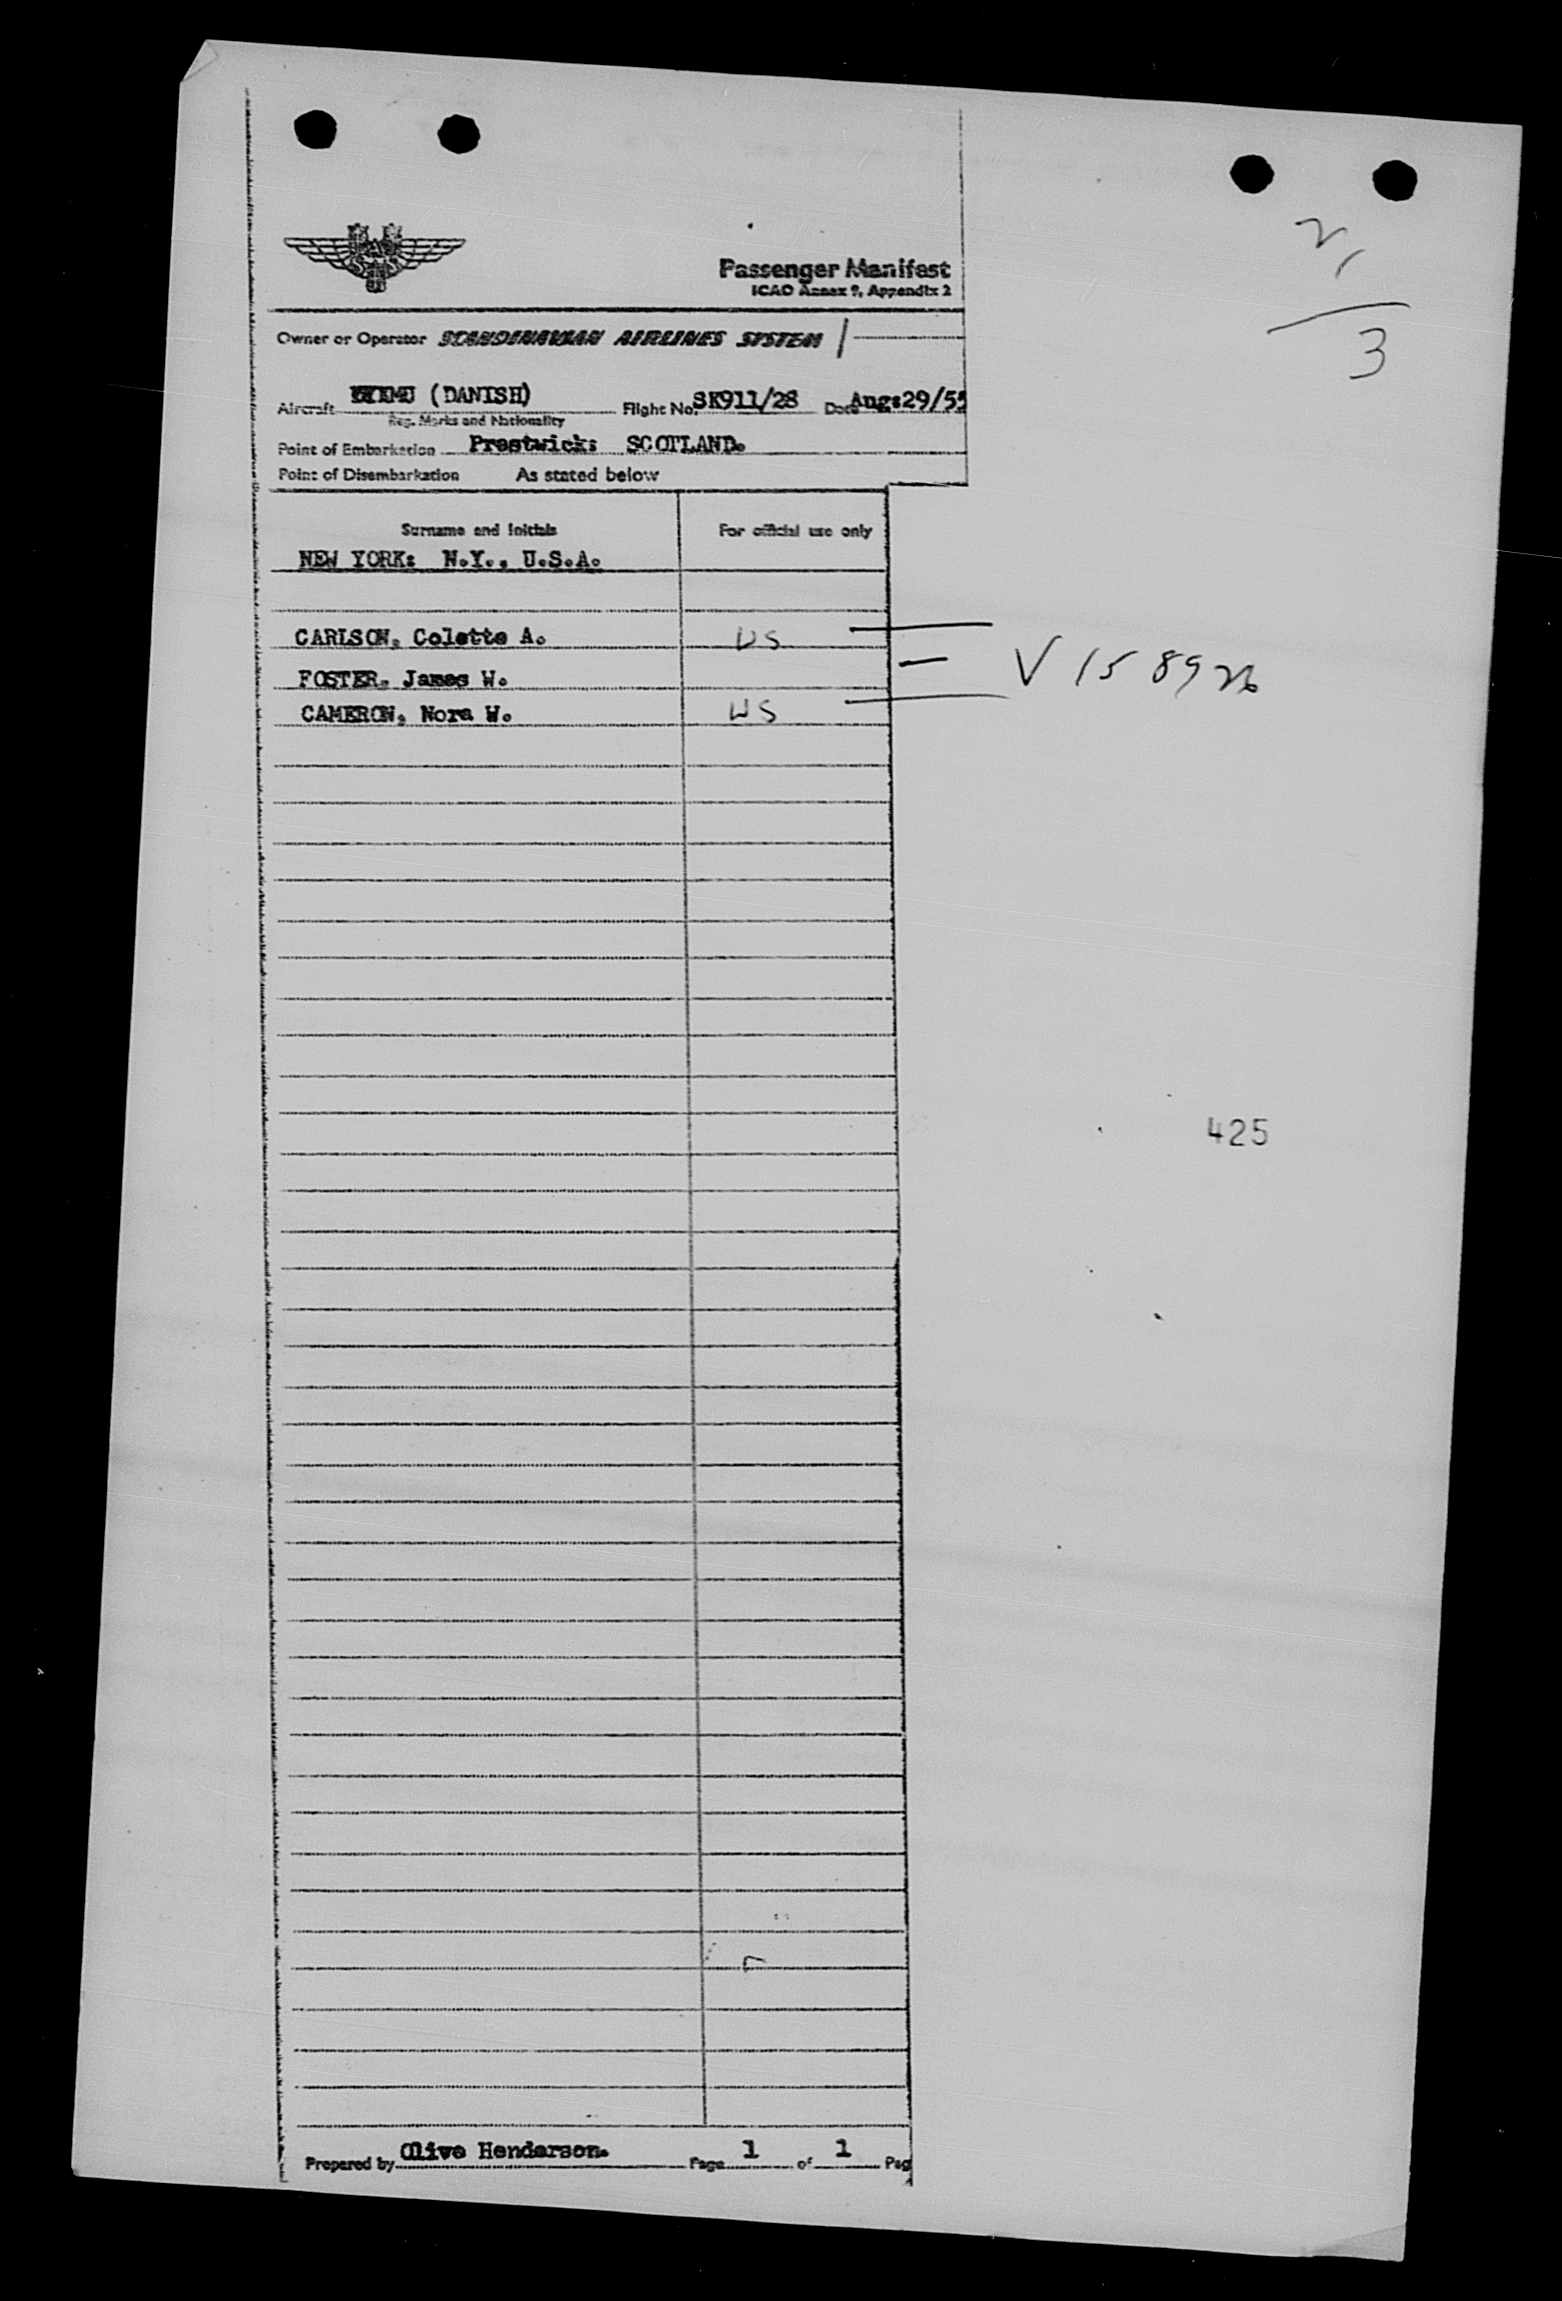 Passenger Manifest
ICAO Annex 9, Appendix 2
Owner or Operator SCANDINAVIAN AIRLINES SYSTEM
Aircraft (DANISH) Flight No. SK911/28 Date Aug:29/55
Reg. Marks and Nationality
Point of Embarkation Prestwick: SCOTLAND.
Point of Disembarkation As stated below
Surname and Initials For official use only
NEW YORK: N.Y., U.S.A.
CARLSON, Colette A. US
FOSTER, James W. V 158926
CAMERON, Nora W. US
3
425
Prepared by Olive Henderson. Page 1 of 1 Pag